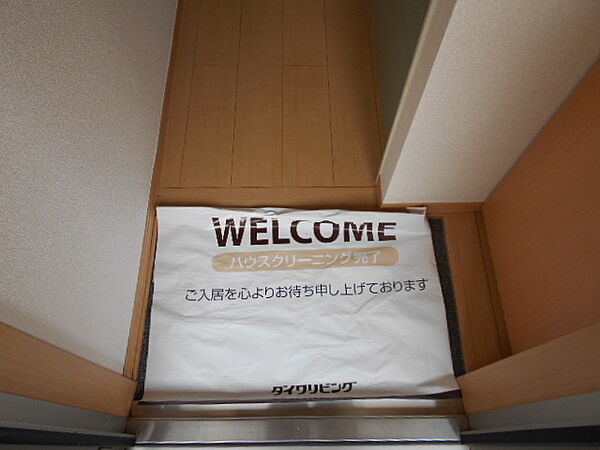 WELCOME
ハウスクリーニング完了
ご入居を心よりお待ち申し上げております
ダイワリビング